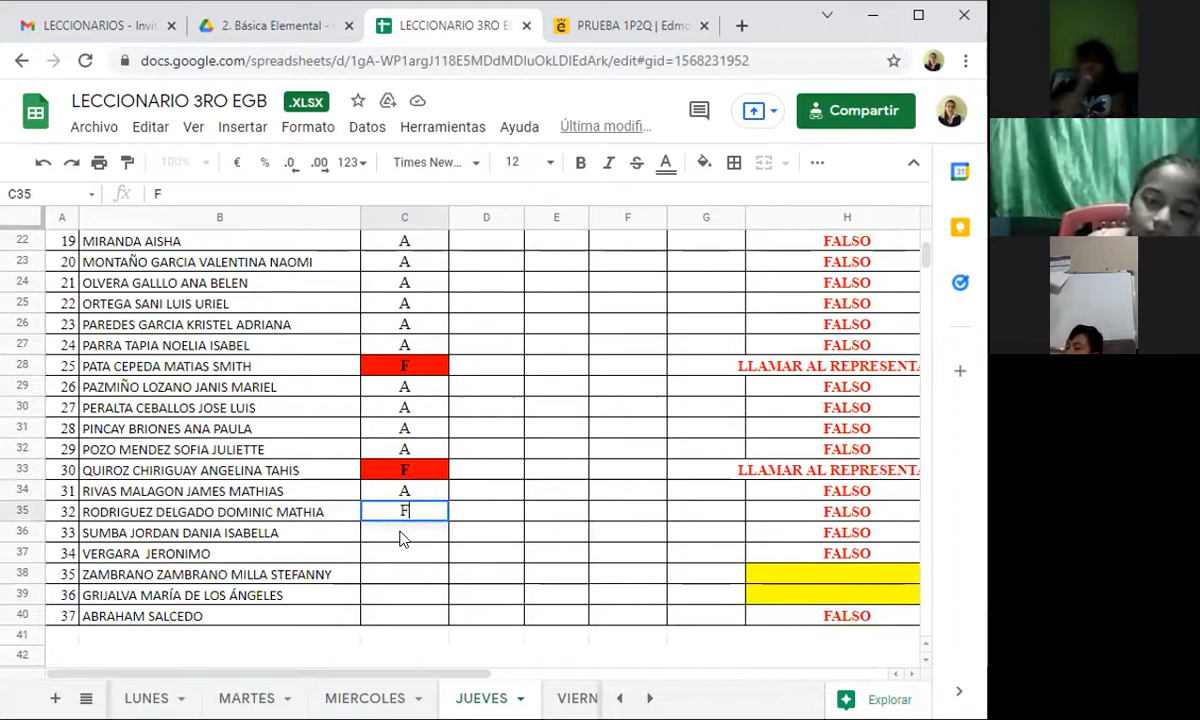 LECCIONARIOS - Invit
2. Básica Elemental -
LECCIONARIO 3RO EGB
PRUEBA 1P2Q | Edmo
docs.google.com/spreadsheets/d/1gA-WP1argJ118E5MDdMDIuOkLDIEdArk/edit#gid=1568231952
LECCIONARIO 3RO EGB .XLSX
Compartir
Archivo Editar Ver Insertar Formato Datos Herramientas Ayuda Última modifi...
100% € % .0 .00 123 Times New... 12 B I S A
C35 fx F
A B C D E F G H
22 19 MIRANDA AISHA A FALSO
23 20 MONTAÑO GARCIA VALENTINA NAOMI A FALSO
24 21 OLVERA GALLLO ANA BELEN A FALSO
25 22 ORTEGA SANI LUIS URIEL A FALSO
26 23 PAREDES GARCIA KRISTEL ADRIANA A FALSO
27 24 PARRA TAPIA NOELIA ISABEL A FALSO
28 25 PATA CEPEDA MATIAS SMITH F LLAMAR AL REPRESENTA
29 26 PAZMIÑO LOZANO JANIS MARIEL A FALSO
30 27 PERALTA CEBALLOS JOSE LUIS A FALSO
31 28 PINCAY BRIONES ANA PAULA A FALSO
32 29 POZO MENDEZ SOFIA JULIETTE A FALSO
33 30 QUIROZ CHIRIGUAY ANGELINA TAHIS F LLAMAR AL REPRESENTA
34 31 RIVAS MALAGON JAMES MATHIAS A FALSO
35 32 RODRIGUEZ DELGADO DOMINIC MATHIA F FALSO
36 33 SUMBA JORDAN DANIA ISABELLA FALSO
37 34 VERGARA JERONIMO FALSO
38 35 ZAMBRANO ZAMBRANO MILLA STEFANNY
39 36 GRIJALVA MARÍA DE LOS ÁNGELES
40 37 ABRAHAM SALCEDO FALSO
41
42
LUNES MARTES MIERCOLES JUEVES VIERN Explorar